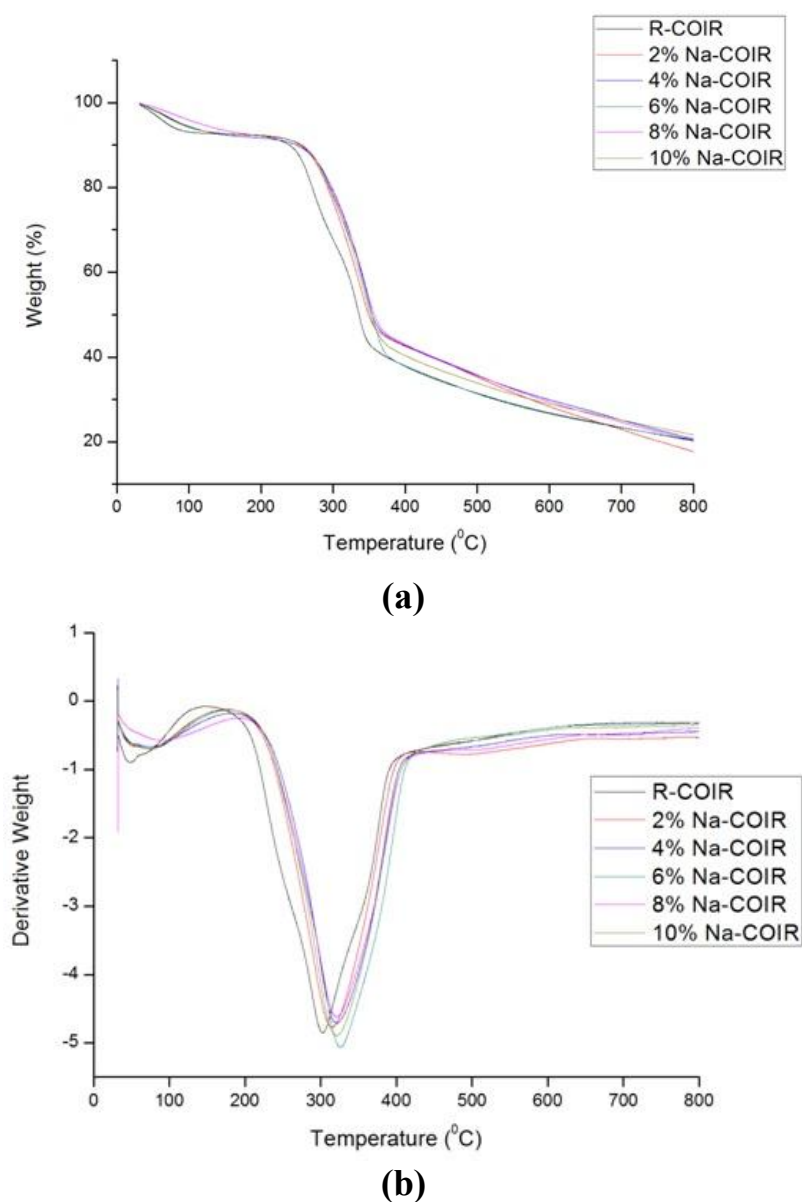 R-COIR
2% Na-COIR
4% Na-COIR
6% Na-COIR
8% Na-COIR
10% Na-COIR
100
80
60
40
20
Weight (%)
0 100 200 300 400 500 600 700 800
Temperature (⁰C)
(a)
1
0
-1
-2
-3
-4
-5
Derivative Weight
R-COIR
2% Na-COIR
4% Na-COIR
6% Na-COIR
8% Na-COIR
10% Na-COIR
0 100 200 300 400 500 600 700 800
Temperature (⁰C)
(b)